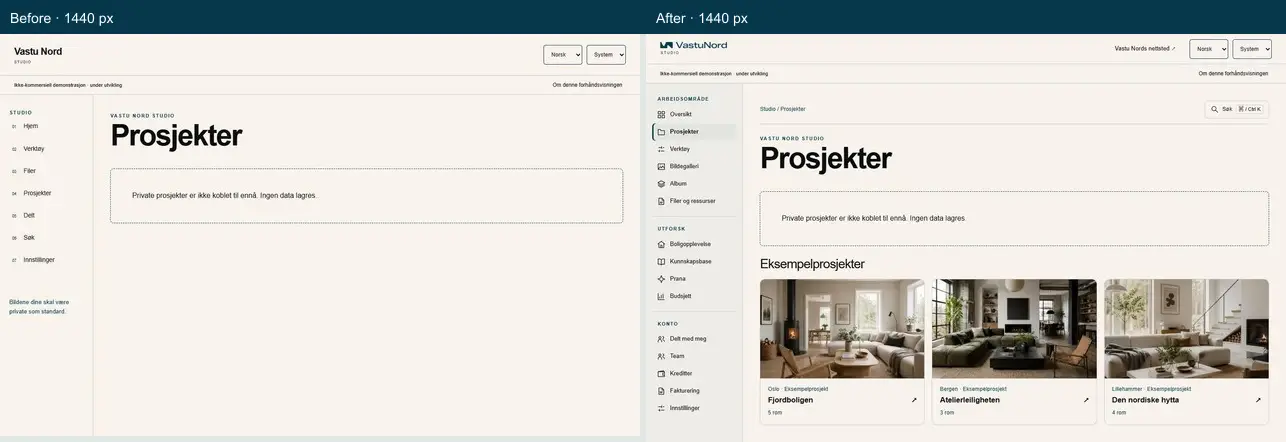 Before · 1440 px
Vastu Nord
STUDIO
Norsk
System
Ikke-kommersiell demonstrasjon · under utvikling
Om denne forhåndsvisningen
STUDIO
01 Hjem
02 Verktøy
03 Filer
04 Prosjekter
05 Delt
06 Søk
07 Innstillinger
Bildene dine skal være
private som standard.
VASTU NORD STUDIO
Prosjekter
Private prosjekter er ikke koblet til ennå. Ingen data lagres.
After · 1440 px
VastuNord
STUDIO
Vastu Nords nettsted ↗
Norsk
System
Ikke-kommersiell demonstrasjon · under utvikling
Om denne forhåndsvisningen
ARBEIDSOMRÅDE
Oversikt
Prosjekter
Verktøy
Bildegalleri
Album
Filer og ressurser
UTFORSK
Boligopplevelse
Kunnskapsbase
Prana
Budsjett
KONTO
Delt med meg
Team
Kreditter
Fakturering
Innstillinger
Studio / Prosjekter
Søk ⌘ / Ctrl K
VASTU NORD STUDIO
Prosjekter
Private prosjekter er ikke koblet til ennå. Ingen data lagres.
Eksempelprosjekter
Oslo · Eksempelprosjekt
Fjordboligen ↗
5 rom
Bergen · Eksempelprosjekt
Atelierleiligheten ↗
3 rom
Lillehammer · Eksempelprosjekt
Den nordiske hytta ↗
4 rom